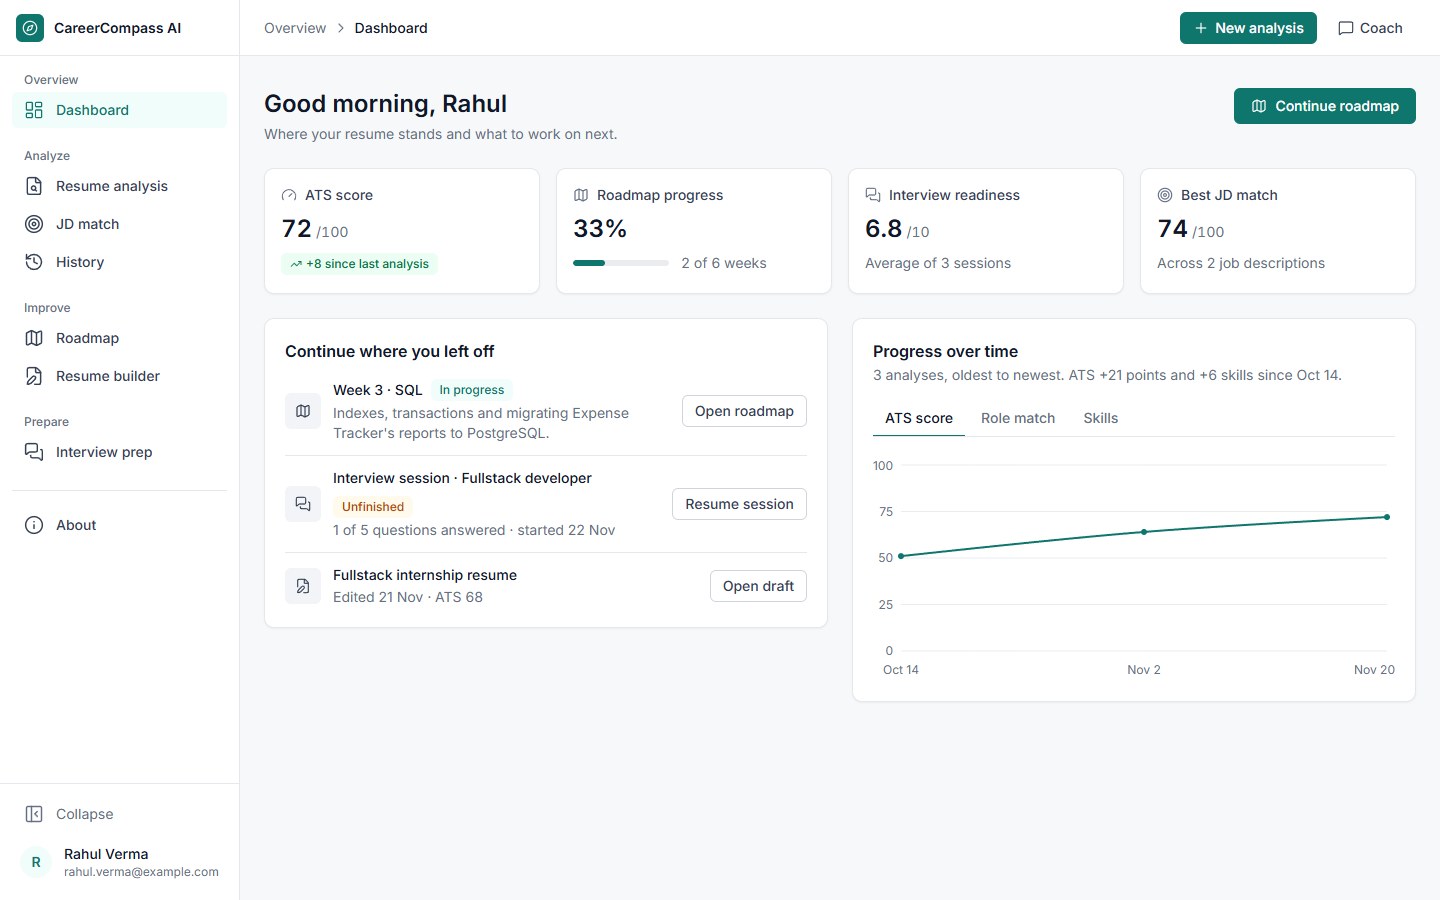 CareerCompass AI
Overview
Dashboard
Analyze
Resume analysis
JD match
History
Improve
Roadmap
Resume builder
Prepare
Interview prep
About
Collapse
R
Rahul Verma
rahul.verma@example.com
Overview > Dashboard
New analysis
Coach
Good morning, Rahul
Where your resume stands and what to work on next.
Continue roadmap
ATS score
72 /100
+8 since last analysis
Roadmap progress
33%
2 of 6 weeks
Interview readiness
6.8 /10
Average of 3 sessions
Best JD match
74 /100
Across 2 job descriptions
Continue where you left off
Week 3 · SQL In progress
Indexes, transactions and migrating Expense
Tracker's reports to PostgreSQL.
Open roadmap
Interview session · Fullstack developer
Unfinished
1 of 5 questions answered · started 22 Nov
Resume session
Fullstack internship resume
Edited 21 Nov · ATS 68
Open draft
Progress over time
3 analyses, oldest to newest. ATS +21 points and +6 skills since Oct 14.
ATS score Role match Skills
100
75
50
25
0
Oct 14 Nov 2 Nov 20